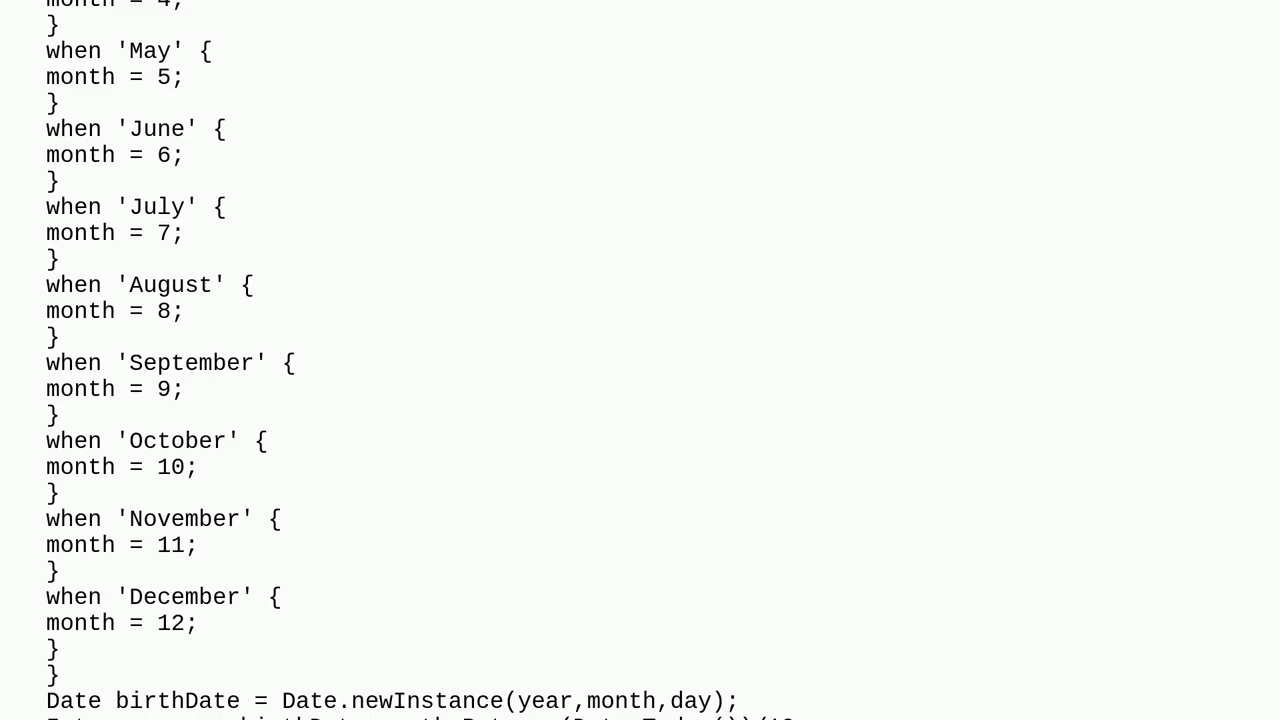 month = 4;
}
when 'May' {
month = 5;
}
when 'June' {
month = 6;
}
when 'July' {
month = 7;
}
when 'August' {
month = 8;
}
when 'September' {
month = 9;
}
when 'October' {
month = 10;
}
when 'November' {
month = 11;
}
when 'December' {
month = 12;
}
}
Date birthDate = Date.newInstance(year,month,day);